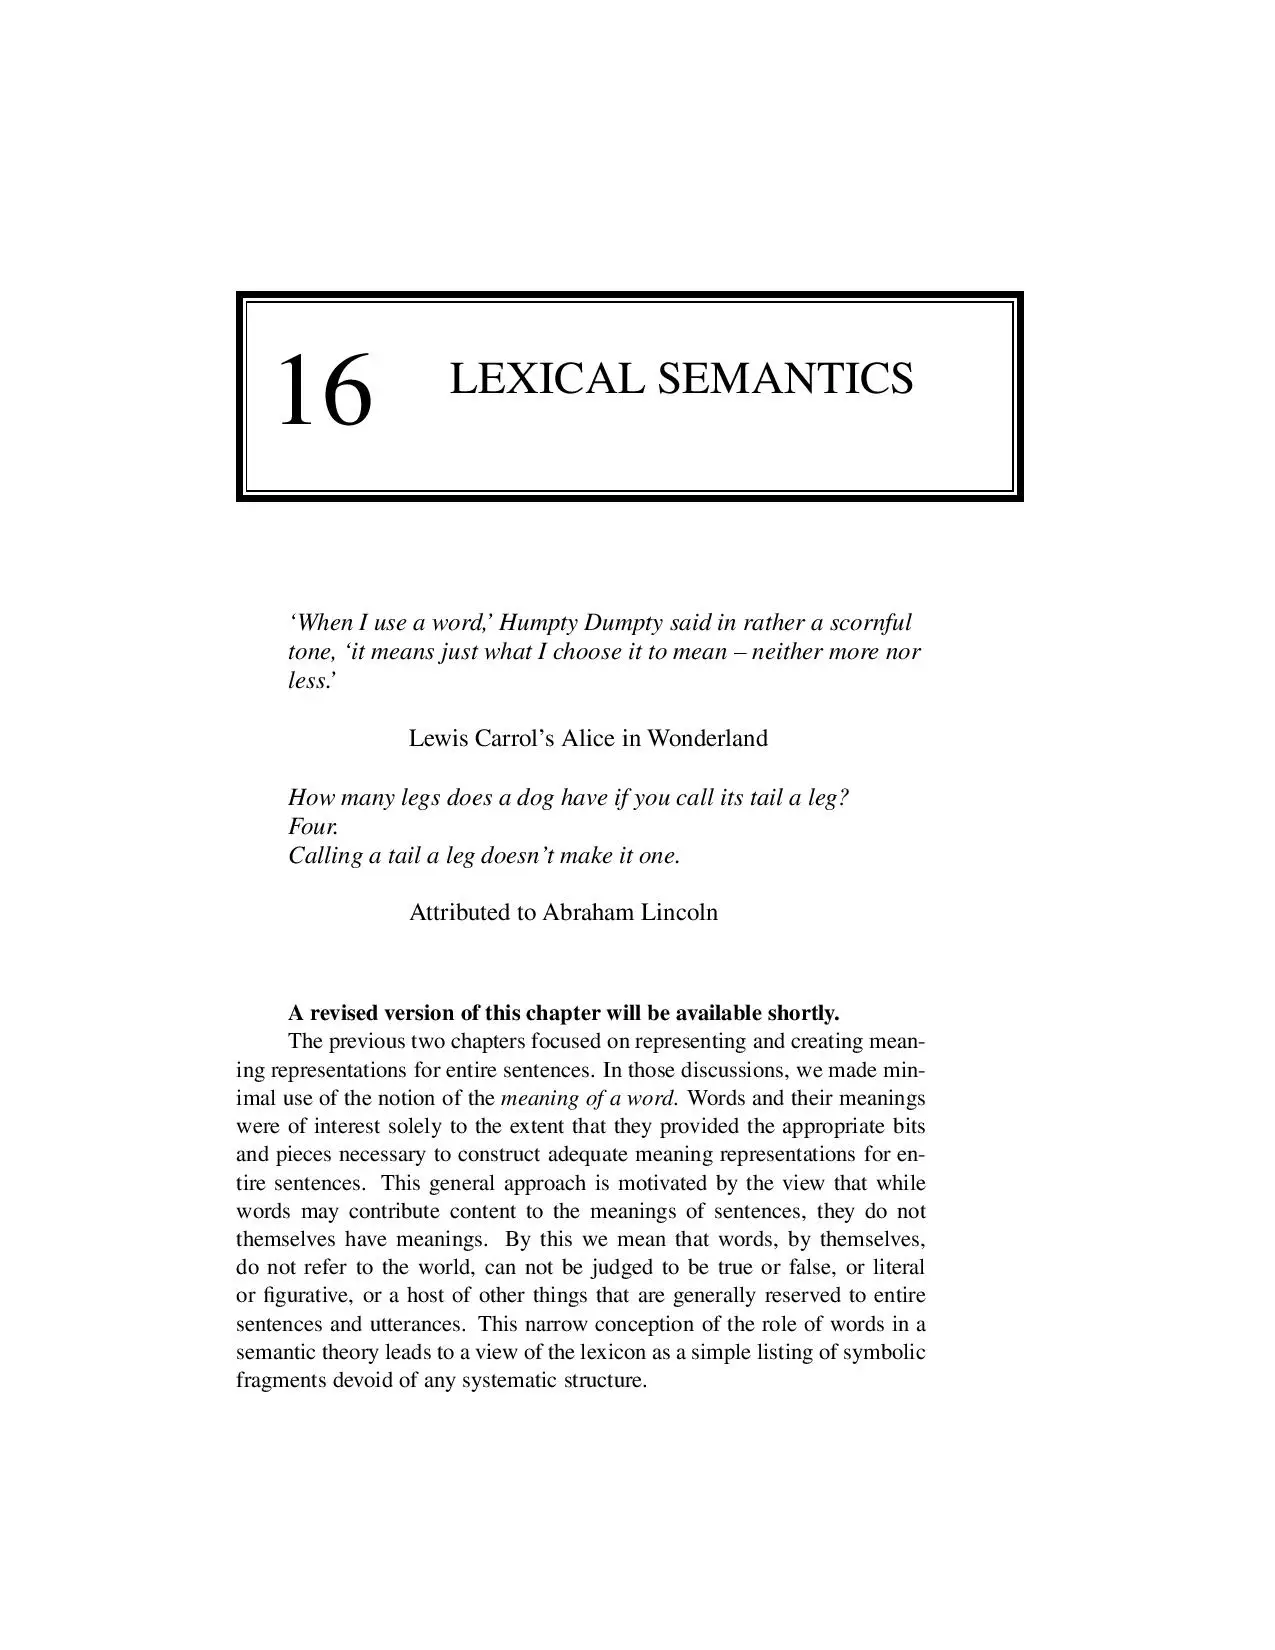 16
LEXICAL SEMANTICS
‘When I use a word,’ Humpty Dumpty said in rather a scornful
tone, ‘it means just what I choose it to mean – neither more nor
less.’
Lewis Carrol’s Alice in Wonderland
How many legs does a dog have if you call its tail a leg?
Four.
Calling a tail a leg doesn’t make it one.
Attributed to Abraham Lincoln
A revised version of this chapter will be available shortly.
The previous two chapters focused on representing and creating mean-
ing representations for entire sentences. In those discussions, we made min-
imal use of the notion of the meaning of a word. Words and their meanings
were of interest solely to the extent that they provided the appropriate bits
and pieces necessary to construct adequate meaning representations for en-
tire sentences. This general approach is motivated by the view that while
words may contribute content to the meanings of sentences, they do not
themselves have meanings. By this we mean that words, by themselves,
do not refer to the world, can not be judged to be true or false, or literal
or figurative, or a host of other things that are generally reserved to entire
sentences and utterances. This narrow conception of the role of words in a
semantic theory leads to a view of the lexicon as a simple listing of symbolic
fragments devoid of any systematic structure.